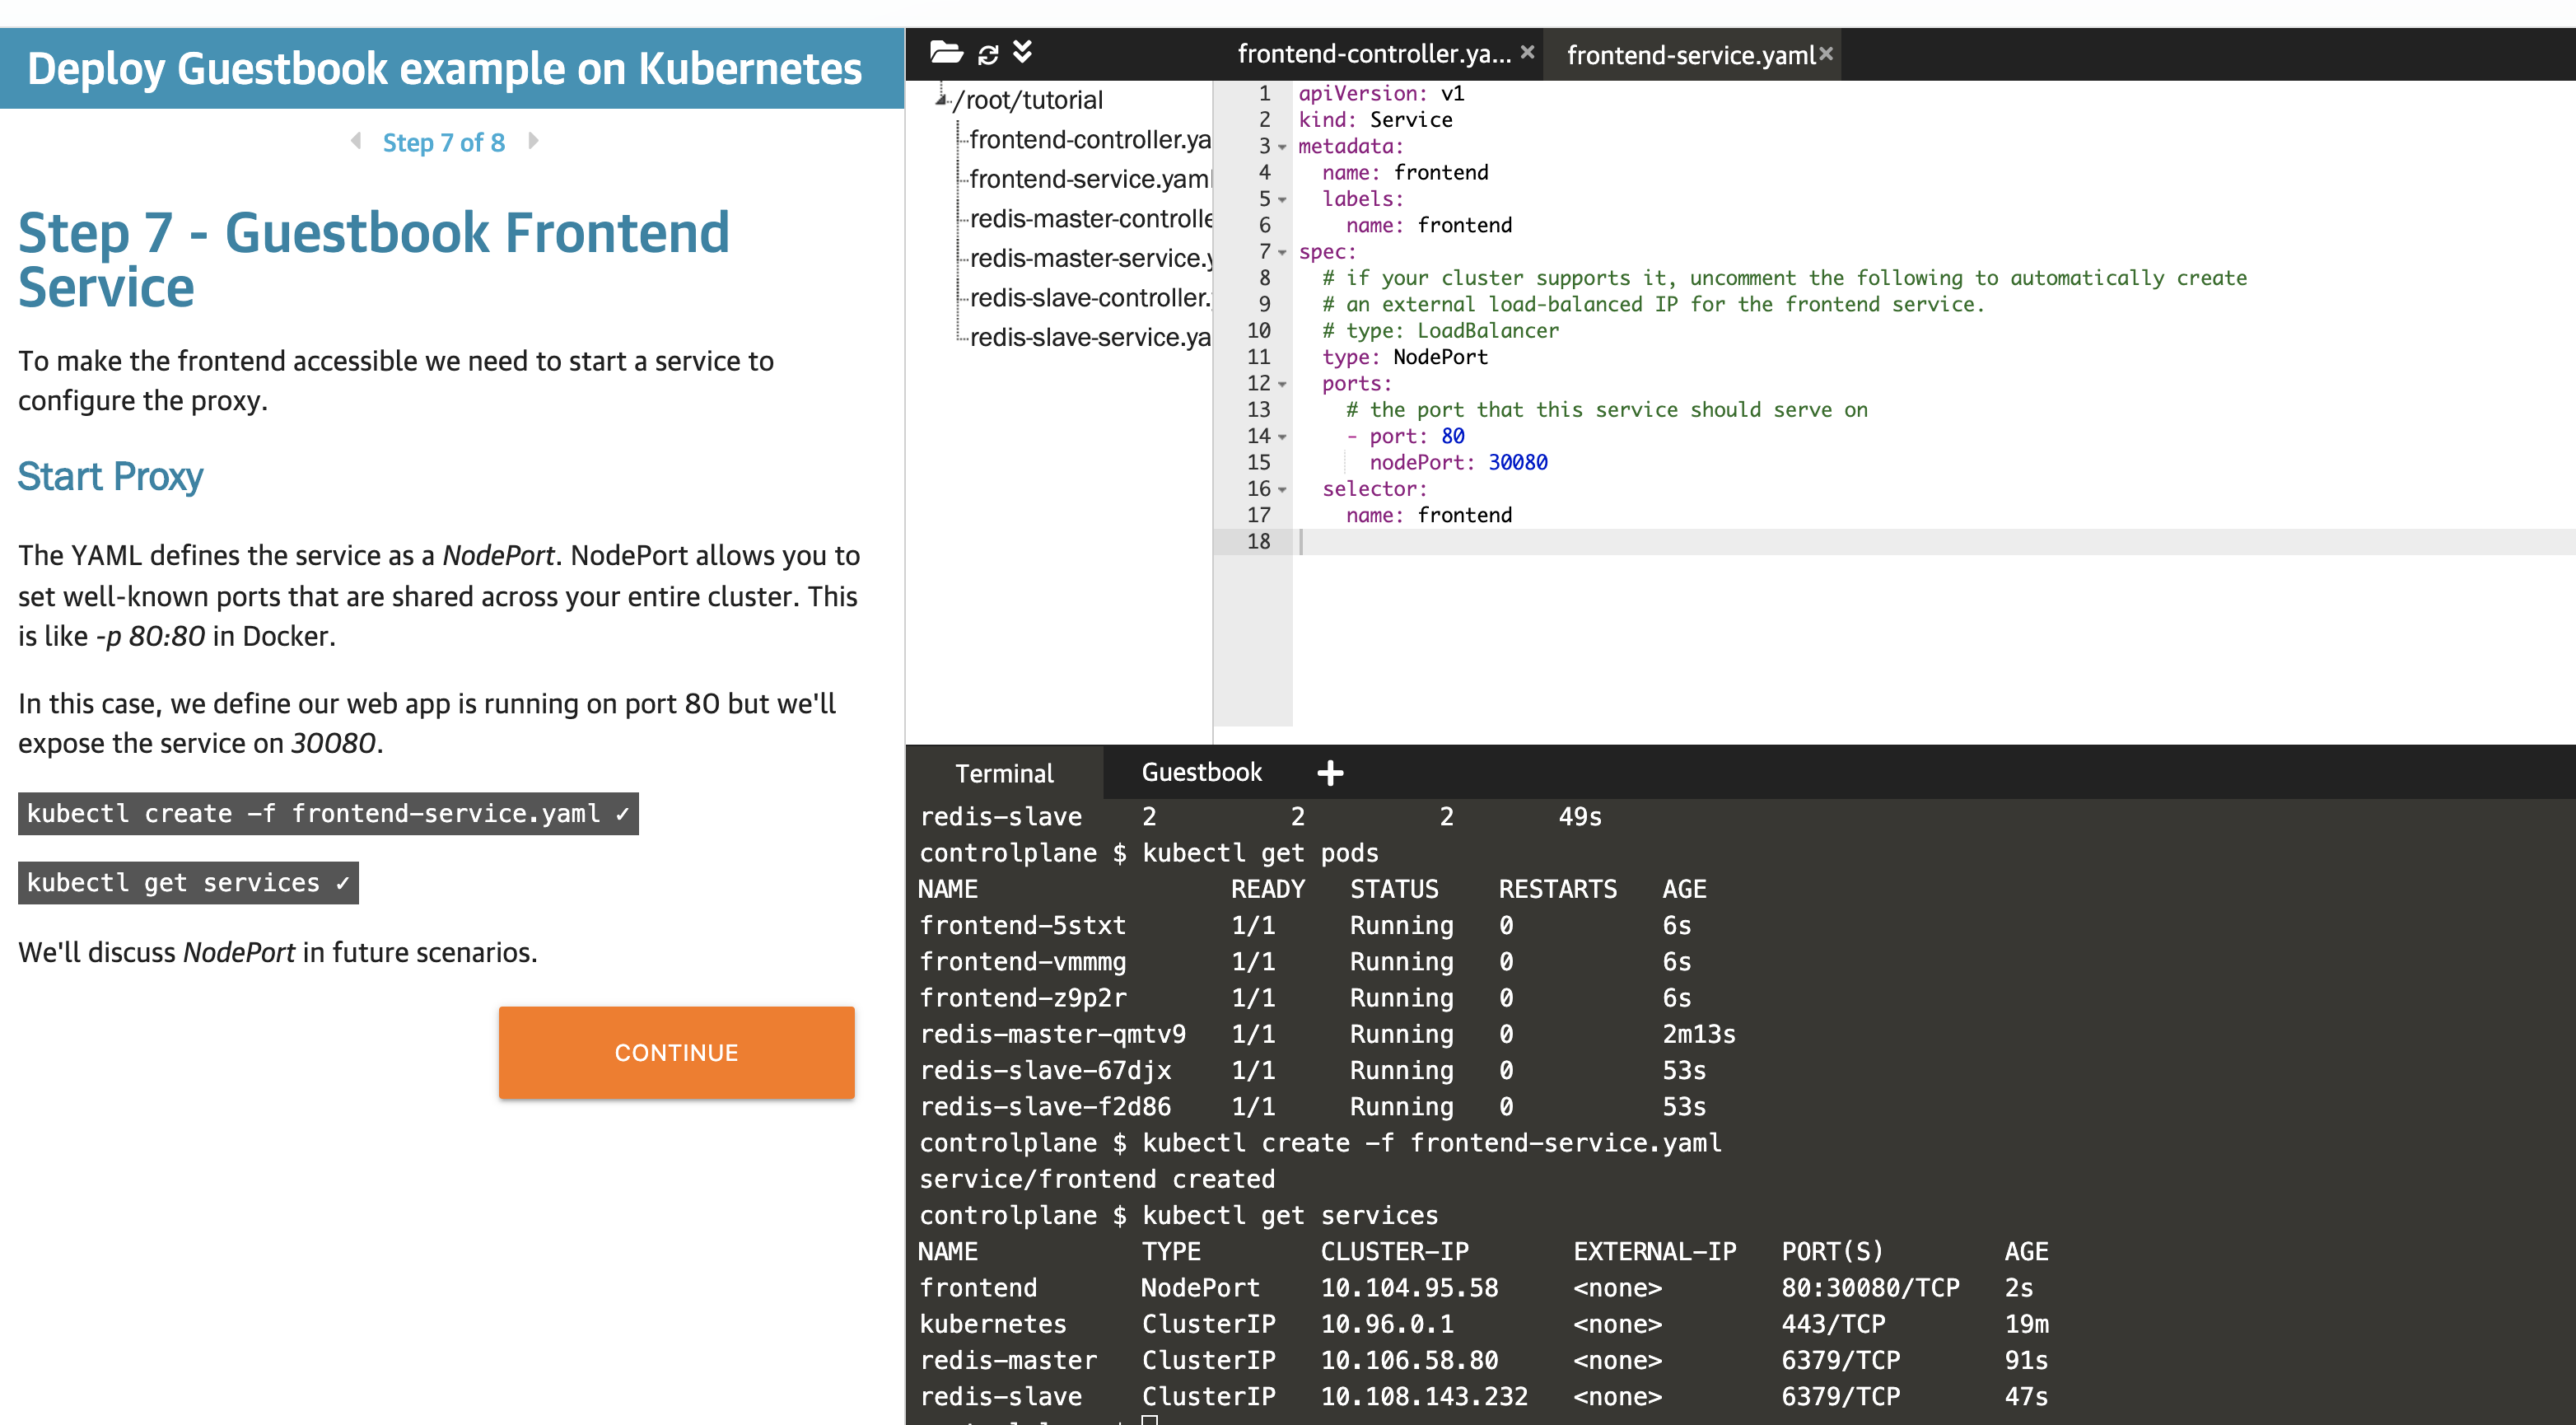 Deploy Guestbook example on Kubernetes
Step 7 of 8
Step 7 - Guestbook Frontend
Service
To make the frontend accessible we need to start a service to
configure the proxy.
Start Proxy
The YAML defines the service as a NodePort. NodePort allows you to
set well-known ports that are shared across your entire cluster. This
is like -p 80:80 in Docker.
In this case, we define our web app is running on port 80 but we'll
expose the service on 30080.
kubectl create -f frontend-service.yaml ✓
kubectl get services ✓
We'll discuss NodePort in future scenarios.
CONTINUE
frontend-controller.ya... × frontend-service.yaml ×
/root/tutorial
frontend-controller.ya
frontend-service.yaml
redis-master-controlle
redis-master-service.y
redis-slave-controller.
redis-slave-service.ya
1 apiVersion: v1
2 kind: Service
3 metadata:
4 name: frontend
5 labels:
6 name: frontend
7 spec:
8 # if your cluster supports it, uncomment the following to automatically create
9 # an external load-balanced IP for the frontend service.
10 # type: LoadBalancer
11 type: NodePort
12 ports:
13 # the port that this service should serve on
14 - port: 80
15 nodePort: 30080
16 selector:
17 name: frontend
18
Terminal Guestbook +
redis-slave 2 2 2 49s
controlplane $ kubectl get pods
NAME READY STATUS RESTARTS AGE
frontend-5stxt 1/1 Running 0 6s
frontend-vmmmg 1/1 Running 0 6s
frontend-z9p2r 1/1 Running 0 6s
redis-master-qmtv9 1/1 Running 0 2m13s
redis-slave-67djx 1/1 Running 0 53s
redis-slave-f2d86 1/1 Running 0 53s
controlplane $ kubectl create -f frontend-service.yaml
service/frontend created
controlplane $ kubectl get services
NAME TYPE CLUSTER-IP EXTERNAL-IP PORT(S) AGE
frontend NodePort 10.104.95.58 <none> 80:30080/TCP 2s
kubernetes ClusterIP 10.96.0.1 <none> 443/TCP 19m
redis-master ClusterIP 10.106.58.80 <none> 6379/TCP 91s
redis-slave ClusterIP 10.108.143.232 <none> 6379/TCP 47s